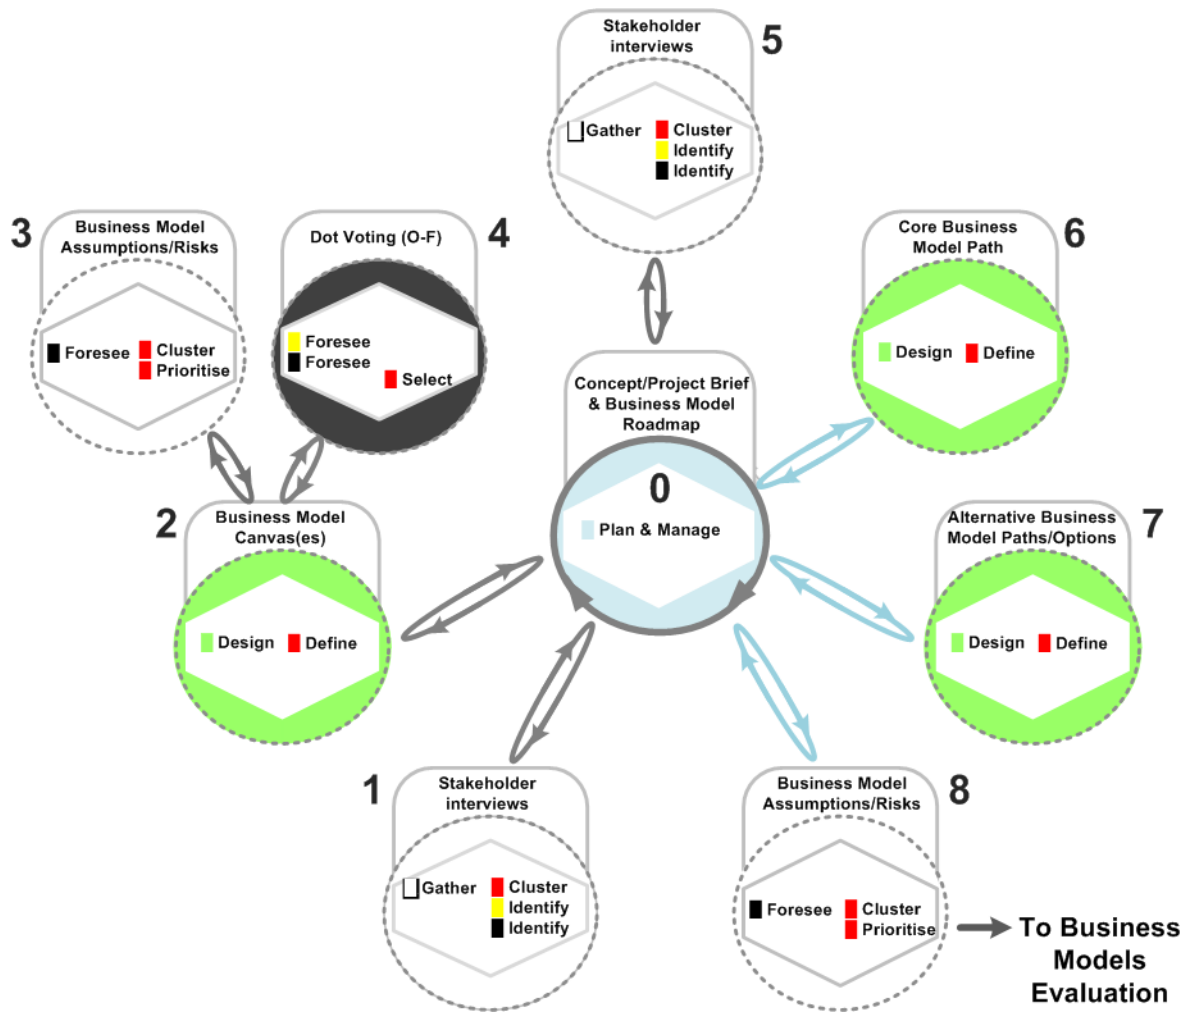 Stakeholder
interviews
5
Gather
Cluster
Identify
Identify
3
Business Model
Assumptions/Risks
Foresee
Cluster
Prioritise
Dot Voting (O-F)
4
Foresee
Foresee
Select
Core Business
Model Path
6
Design
Define
Concept/Project Brief
& Business Model
Roadmap
0
Plan & Manage
2
Business Model
Canvas(es)
Design
Define
Alternative Business
Model Paths/Options
7
Design
Define
1
Stakeholder
interviews
Gather
Cluster
Identify
Identify
Business Model
Assumptions/Risks
8
Foresee
Cluster
Prioritise
To Business
Models
Evaluation